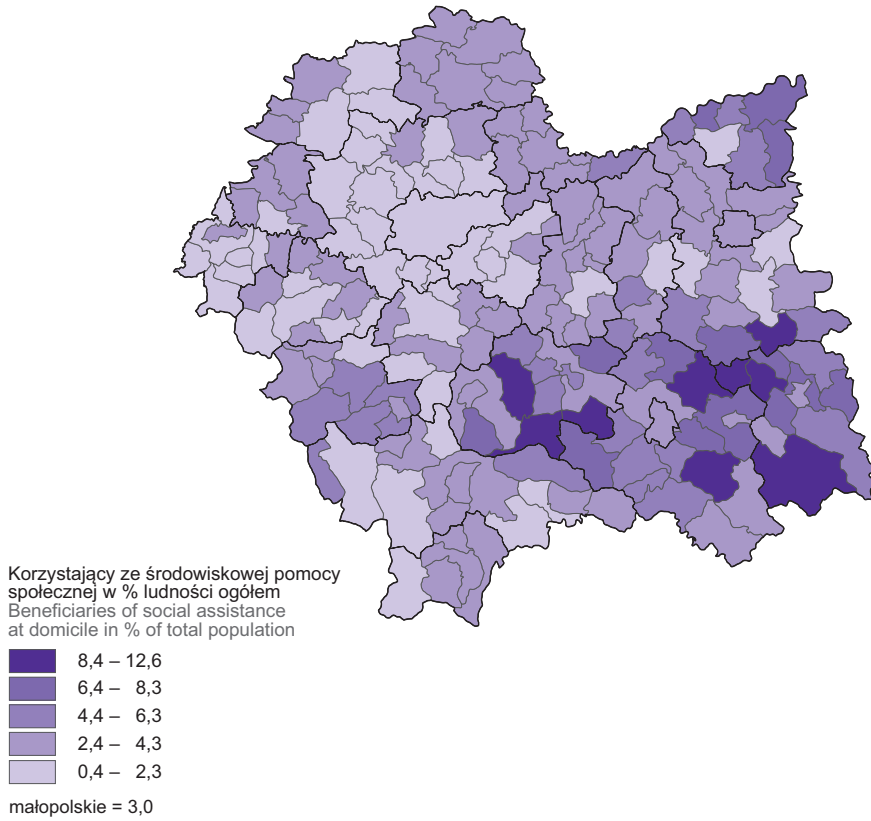 Korzystający ze środowiskowej pomocy
społecznej w % ludności ogółem
Beneficiaries of social assistance
at domicile in % of total population
8,4 – 12,6
6,4 – 8,3
4,4 – 6,3
2,4 – 4,3
0,4 – 2,3
małopolskie = 3,0